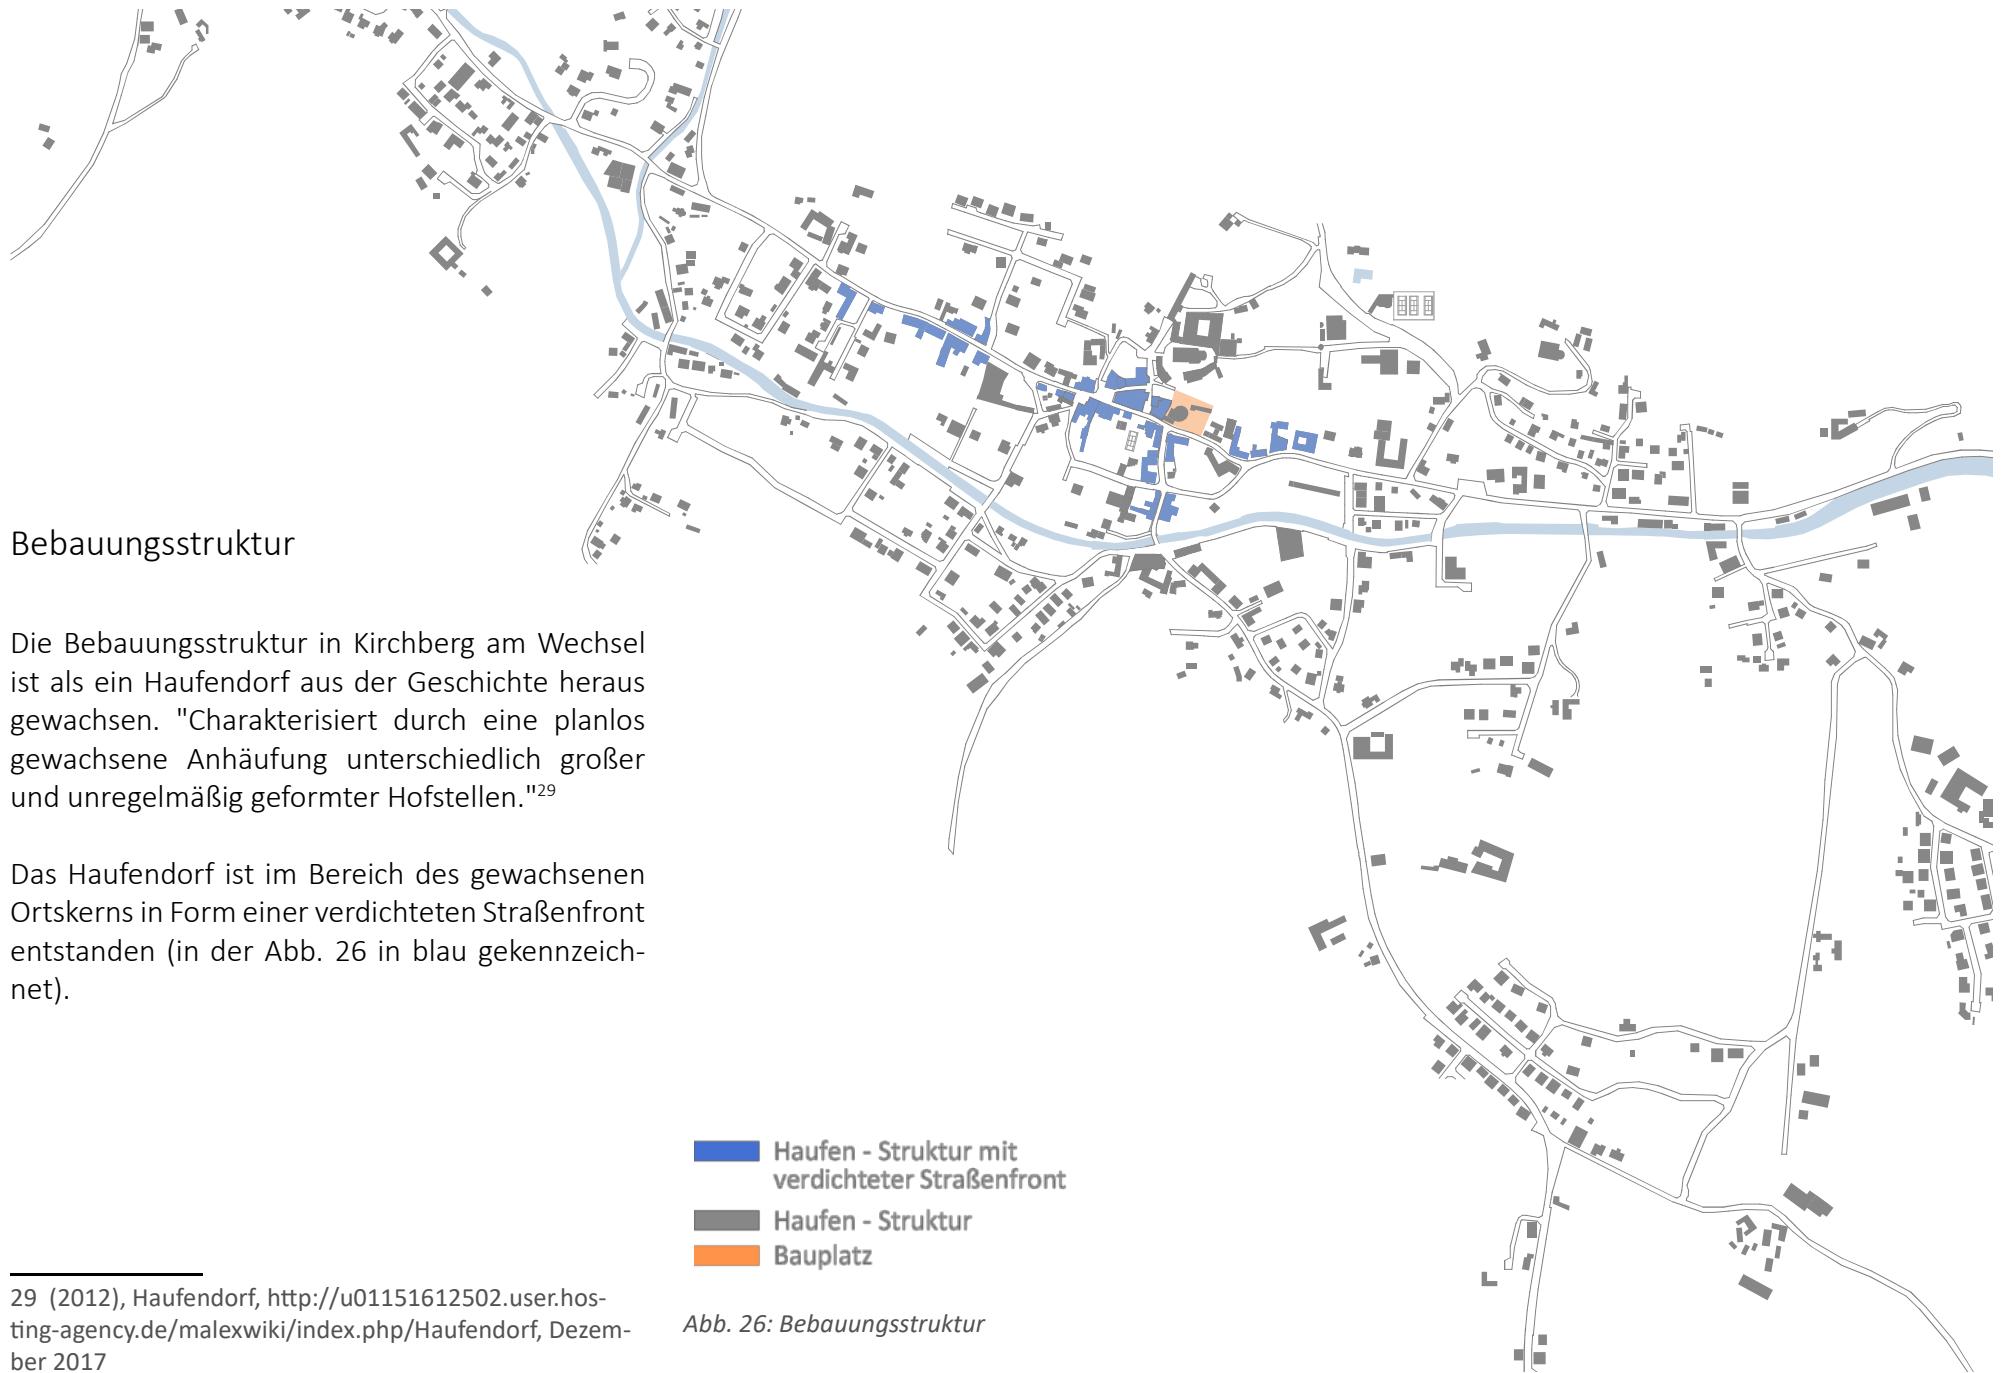 Bebauungsstruktur
Die Bebauungsstruktur in Kirchberg am Wechsel
ist als ein Haufendorf aus der Geschichte heraus
gewachsen. "Charakterisiert durch eine planlos
gewachsene Anhäufung unterschiedlich großer
und unregelmäßig geformter Hofstellen."29
Das Haufendorf ist im Bereich des gewachsenen
Ortskerns in Form einer verdichteten Straßenfront
entstanden (in der Abb. 26 in blau gekennzeich-
net).
29 (2012), Haufendorf, http://u01151612502.user.hos-
ting-agency.de/malexwiki/index.php/Haufendorf, Dezem-
ber 2017
Haufen - Struktur mit
verdichteter Straßenfront
Haufen - Struktur
Bauplatz
Abb. 26: Bebauungsstruktur